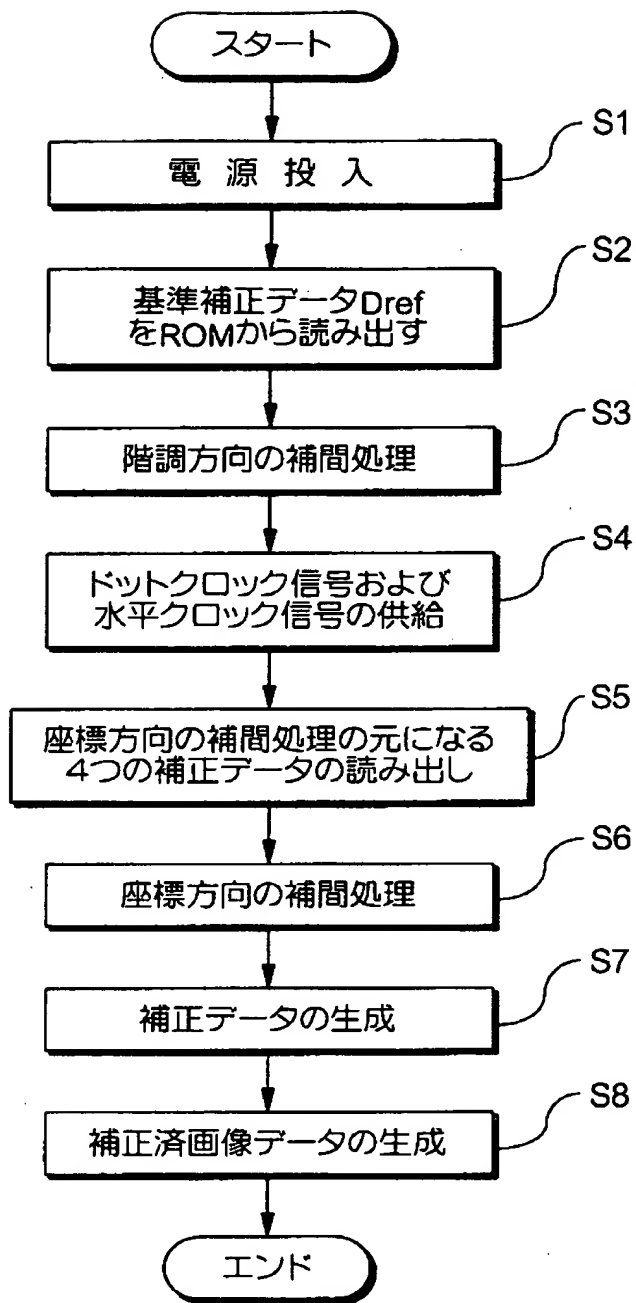 スタート
S1
電源投入
S2
基準補正データDref
をROMから読み出す
S3
階調方向の補間処理
S4
ドットクロック信号および
水平クロック信号の供給
S5
座標方向の補間処理の元になる
4つの補正データの読み出し
S6
座標方向の補間処理
S7
補正データの生成
S8
補正済画像データの生成
エンド